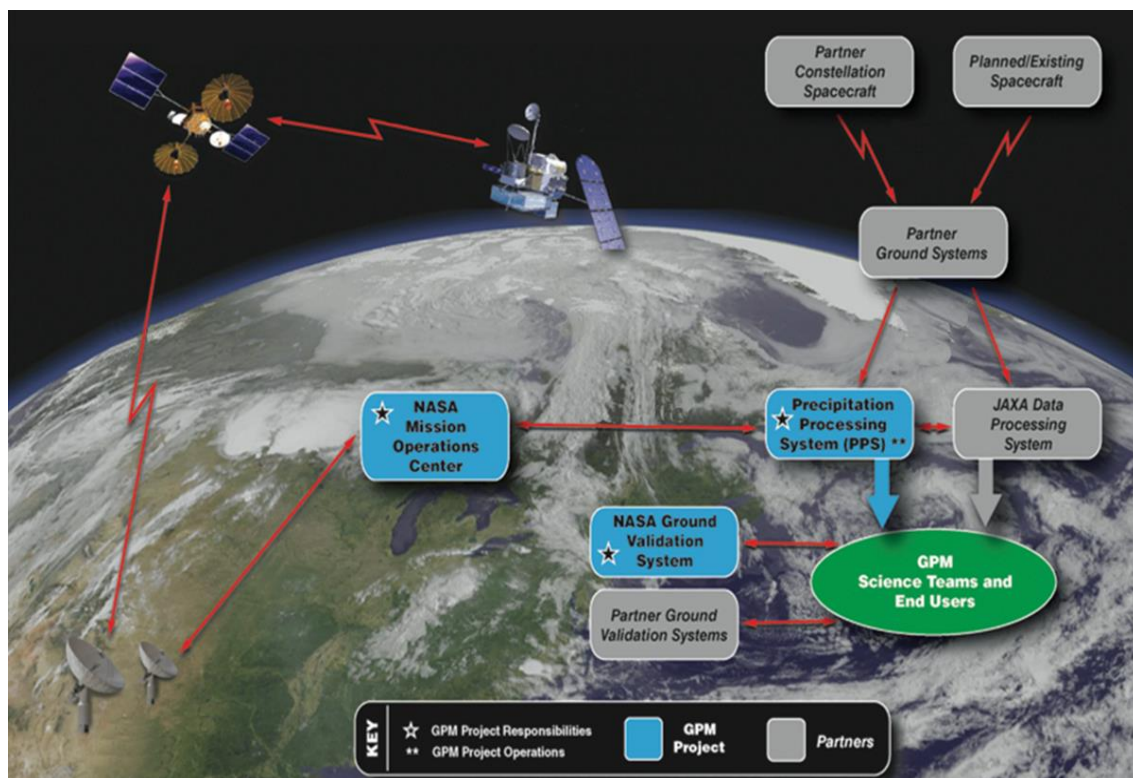 Partner
Constellation
Spacecraft
Planned/Existing
Spacecraft
Partner
Ground Systems
NASA
Mission
Operations
Center
Precipitation
Processing
System (PPS) **
JAXA Data
Processing
System
NASA Ground
Validation
System
GPM
Science Teams and
End Users
Partner Ground
Validation Systems
KEY
GPM Project Responsibilities
** GPM Project Operations
GPM
Project
Partners